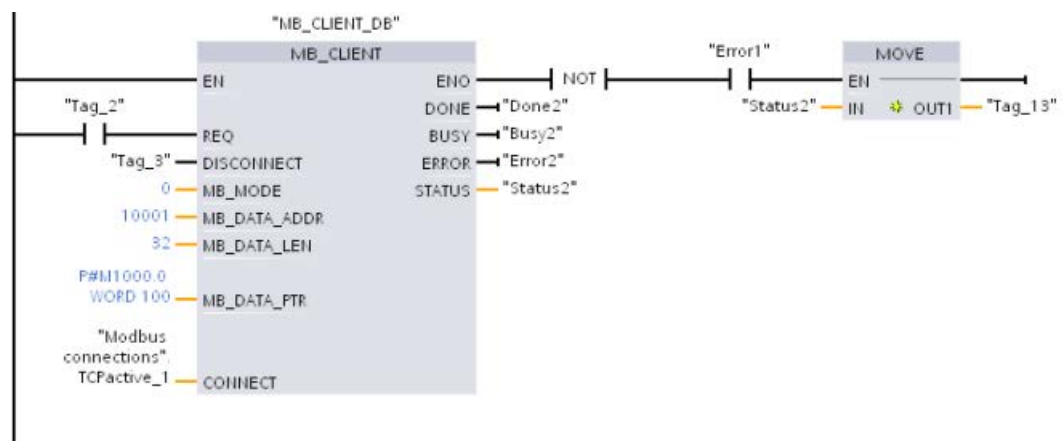 "MB_CLIENT_DB"
MB_CLIENT
EN
ENO
NOT
"Error1"
MOVE
EN
"Tag_2"
DONE
"Done2"
"Status2"
IN
OUT1
"Tag_13"
REQ
BUSY
"Busy2"
"Tag_3"
DISCONNECT
ERROR
"Error2"
0
MB_MODE
STATUS
"Status2"
10001
MB_DATA_ADDR
32
MB_DATA_LEN
P#M1000.0
WORD 100
MB_DATA_PTR
"Modbus
connections".
TCPactive_1
CONNECT